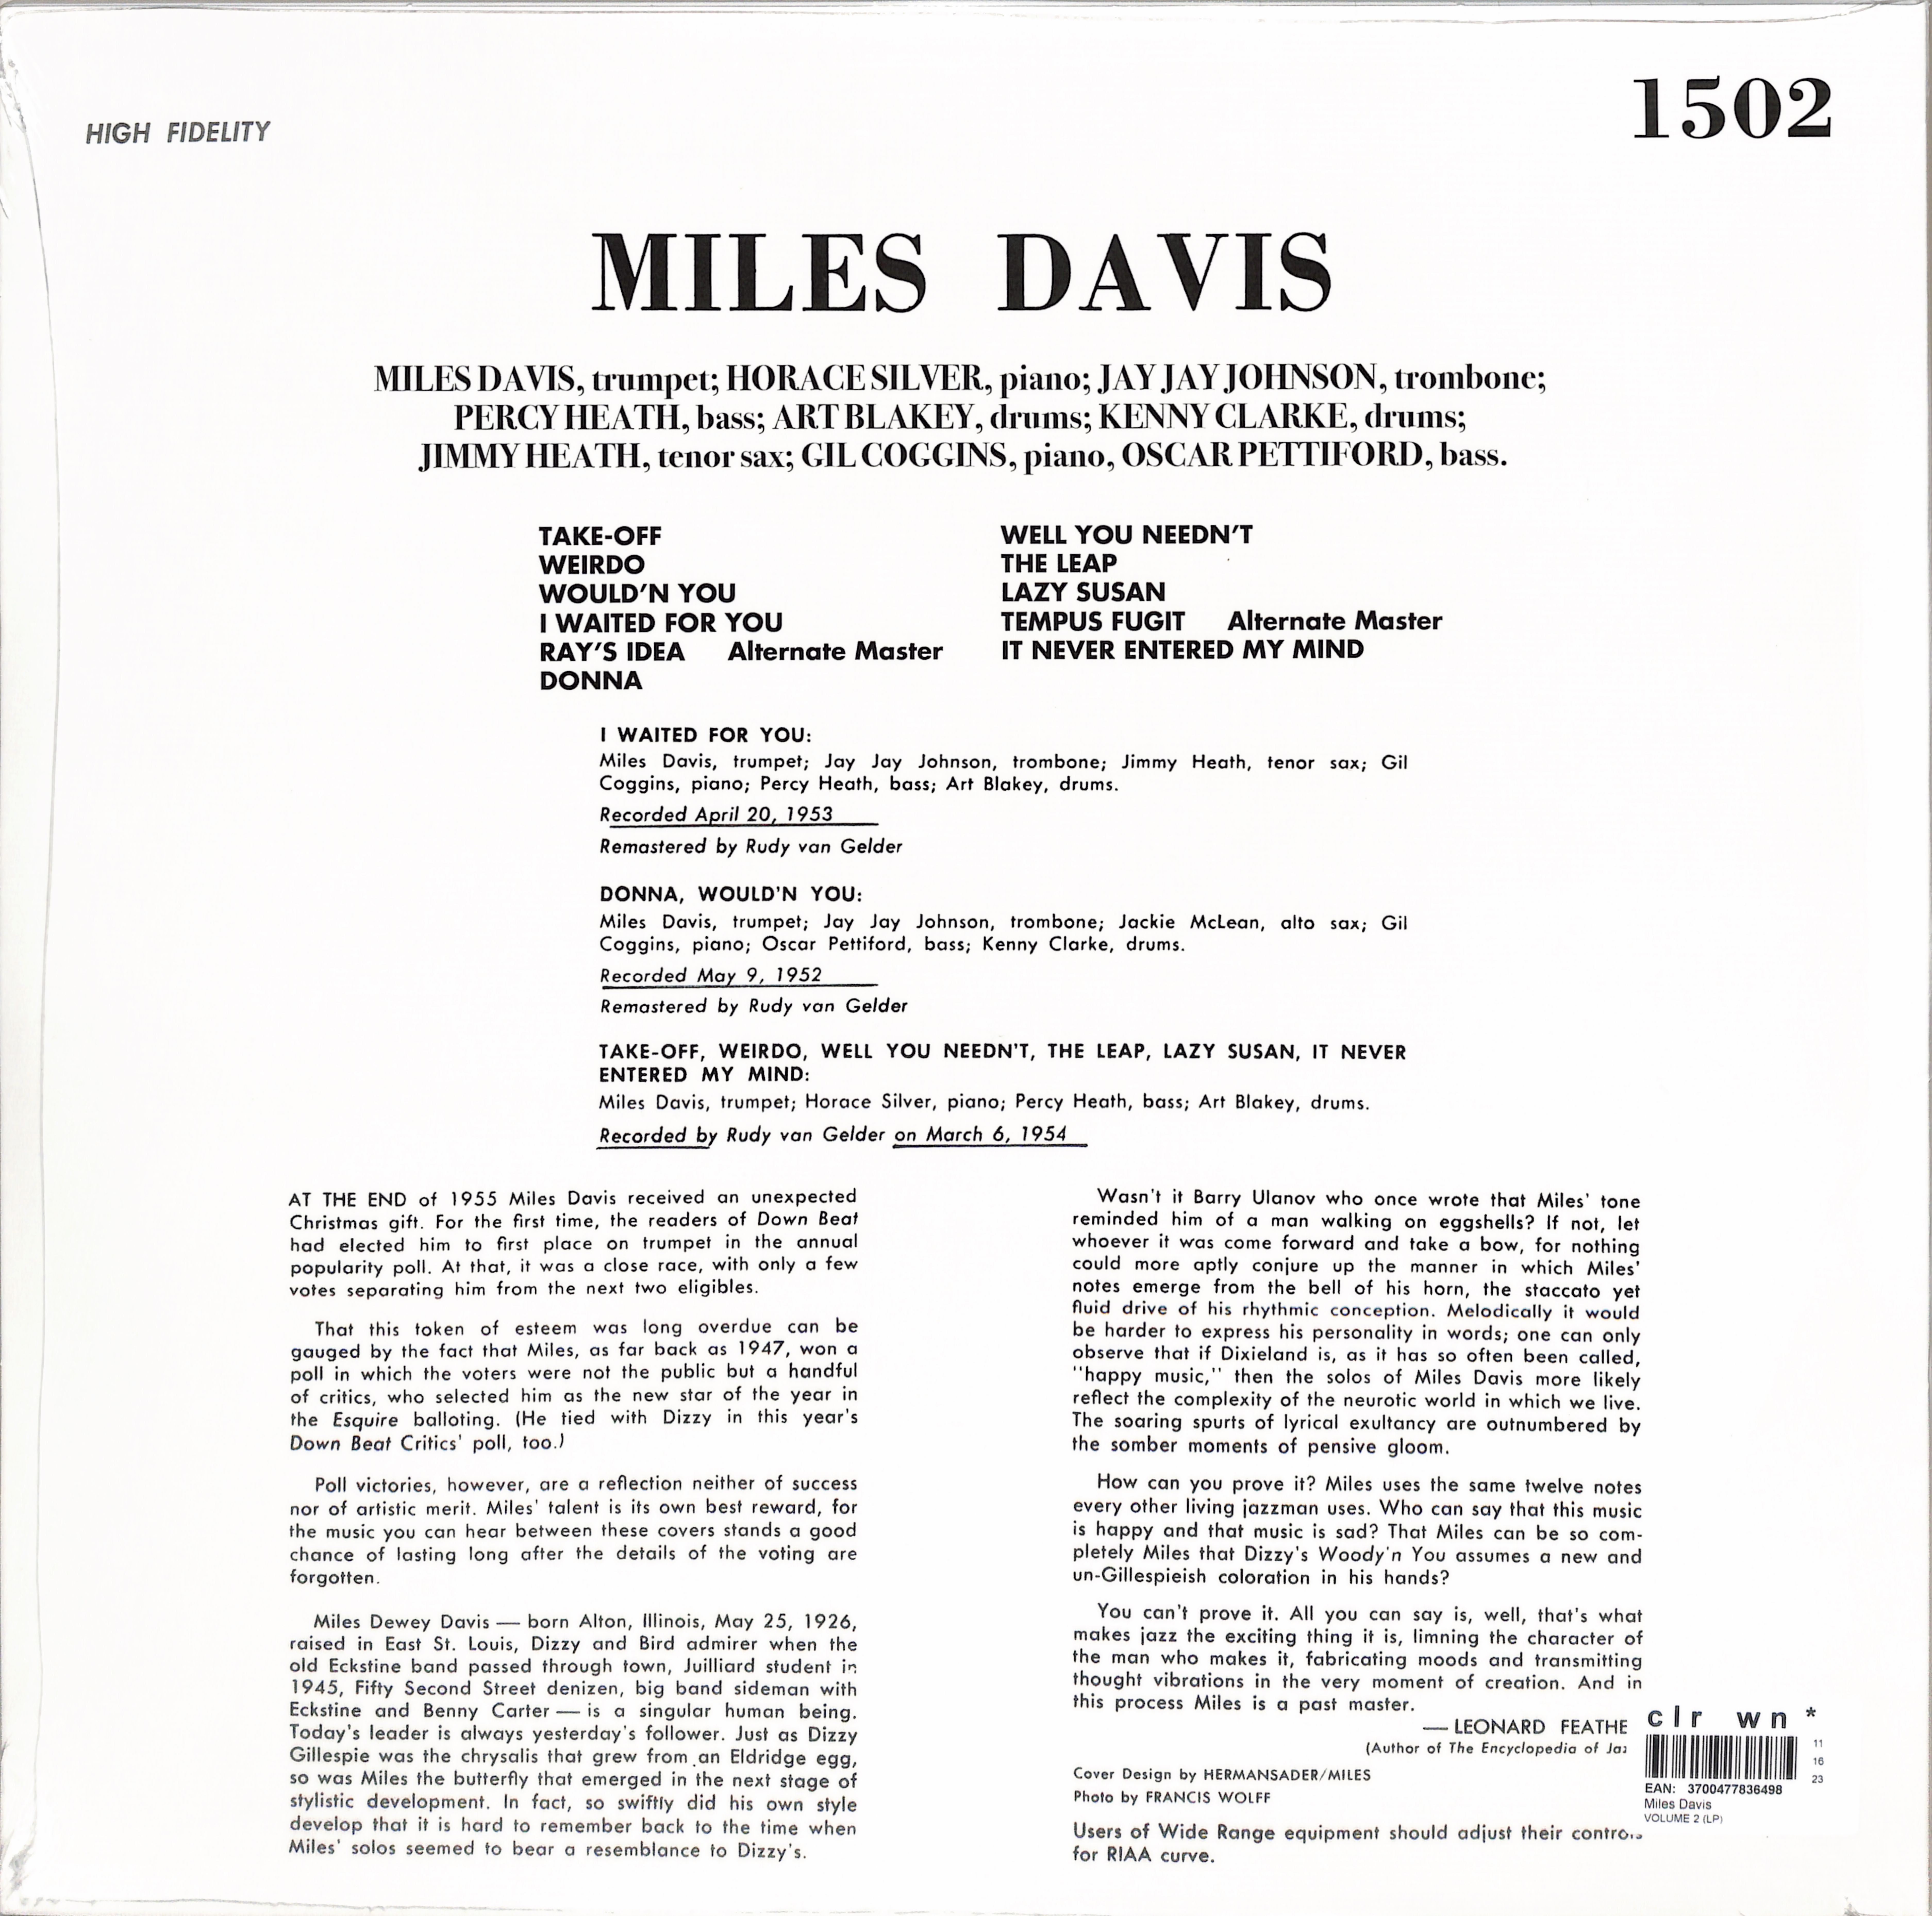 HIGH FIDELITY
1502
MILES DAVIS
MILES DAVIS, trumpet; HORACE SILVER, piano; JAY JAY JOHNSON, trombone;
PERCY HEATH, bass; ART BLAKEY, drums; KENNY CLARKE, drums;
JIMMY HEATH, tenor sax; GIL COGGINS, piano, OSCAR PETTIFORD, bass.
TAKE-OFF
WEIRDO
WOULD'N YOU
I WAITED FOR YOU
RAY'S IDEA Alternate Master
DONNA
WELL YOU NEEDN'T
THE LEAP
LAZY SUSAN
TEMPUS FUGIT Alternate Master
IT NEVER ENTERED MY MIND
I WAITED FOR YOU:
Miles Davis, trumpet; Jay Jay Johnson, trombone; Jimmy Heath, tenor sax; Gil
Coggins, piano; Percy Heath, bass; Art Blakey, drums.
Recorded April 20, 1953
Remastered by Rudy van Gelder
DONNA, WOULD'N YOU:
Miles Davis, trumpet; Jay Jay Johnson, trombone; Jackie McLean, alto sax; Gil
Coggins, piano; Oscar Pettiford, bass; Kenny Clarke, drums.
Recorded May 9, 1952
Remastered by Rudy van Gelder
TAKE-OFF, WEIRDO, WELL YOU NEEDN'T, THE LEAP, LAZY SUSAN, IT NEVER
ENTERED MY MIND:
Miles Davis, trumpet; Horace Silver, piano; Percy Heath, bass; Art Blakey, drums.
Recorded by Rudy van Gelder on March 6, 1954
AT THE END of 1955 Miles Davis received an unexpected
Christmas gift. For the first time, the readers of Down Beat
had elected him to first place on trumpet in the annual
popularity poll. At that, it was a close race, with only a few
votes separating him from the next two eligibles.
That this token of esteem was long overdue can be
gauged by the fact that Miles, as far back as 1947, won a
poll in which the voters were not the public but a handful
of critics, who selected him as the new star of the year in
the Esquire balloting. (He tied with Dizzy in this year's
Down Beat Critics' poll, too.)
Poll victories, however, are a reflection neither of success
nor of artistic merit. Miles' talent is its own best reward, for
the music you can hear between these covers stands a good
chance of lasting long after the details of the voting are
forgotten.
Miles Dewey Davis — born Alton, Illinois, May 25, 1926,
raised in East St. Louis, Dizzy and Bird admirer when the
old Eckstine band passed through town, Juilliard student in
1945, Fifty Second Street denizen, big band sideman with
Eckstine and Benny Carter — is a singular human being.
Today's leader is always yesterday's follower. Just as Dizzy
Gillespie was the chrysalis that grew from an Eldridge egg,
so was Miles the butterfly that emerged in the next stage of
stylistic development. In fact, so swiftly did his own style
develop that it is hard to remember back to the time when
Miles' solos seemed to bear a resemblance to Dizzy's.
Wasn't it Barry Ulanov who once wrote that Miles' tone
reminded him of a man walking on eggshells? If not, let
whoever it was come forward and take a bow, for nothing
could more aptly conjure up the manner in which Miles'
notes emerge from the bell of his horn, the staccato yet
fluid drive of his rhythmic conception. Melodically it would
be harder to express his personality in words; one can only
observe that if Dixieland is, as it has so often been called,
"happy music," then the solos of Miles Davis more likely
reflect the complexity of the neurotic world in which we live.
The soaring spurts of lyrical exultancy are outnumbered by
the somber moments of pensive gloom.
How can you prove it? Miles uses the same twelve notes
every other living jazzman uses. Who can say that this music
is happy and that music is sad? That Miles can be so com-
pletely Miles that Dizzy's Woody'n You assumes a new and
un-Gillespieish coloration in his hands?
You can't prove it. All you can say is, well, that's what
makes jazz the exciting thing it is, limning the character of
the man who makes it, fabricating moods and transmitting
thought vibrations in the very moment of creation. And in
this process Miles is a past master.
— LEONARD FEATHE
(Author of The Encyclopedia of Jaz
Cover Design by HERMANSADER/MILES
Photo by FRANCIS WOLFF
Users of Wide Range equipment should adjust their controls
for RIAA curve.
clr wn *
11
16
23
EAN: 3700477836498
Miles Davis
VOLUME 2 (LP)